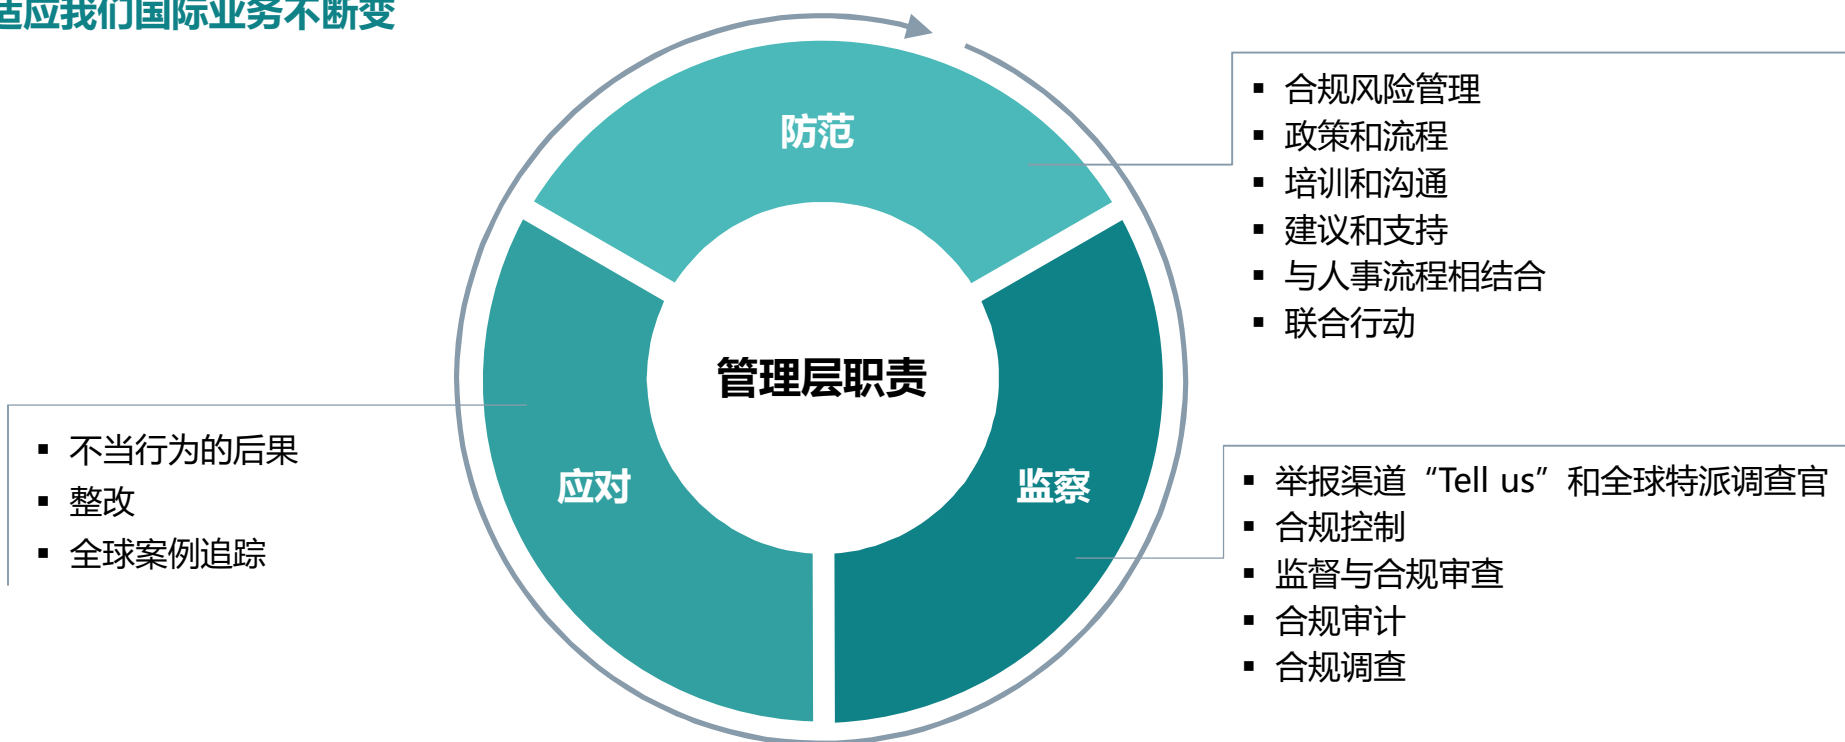 适应我们国际业务不断变
防范
合规风险管理
政策和流程
培训和沟通
建议和支持
与人事流程相结合
联合行动
管理层职责
应对
不当行为的后果
整改
全球案例追踪
监察
举报渠道“Tell us”和全球特派调查官
合规控制
监督与合规审查
合规审计
合规调查